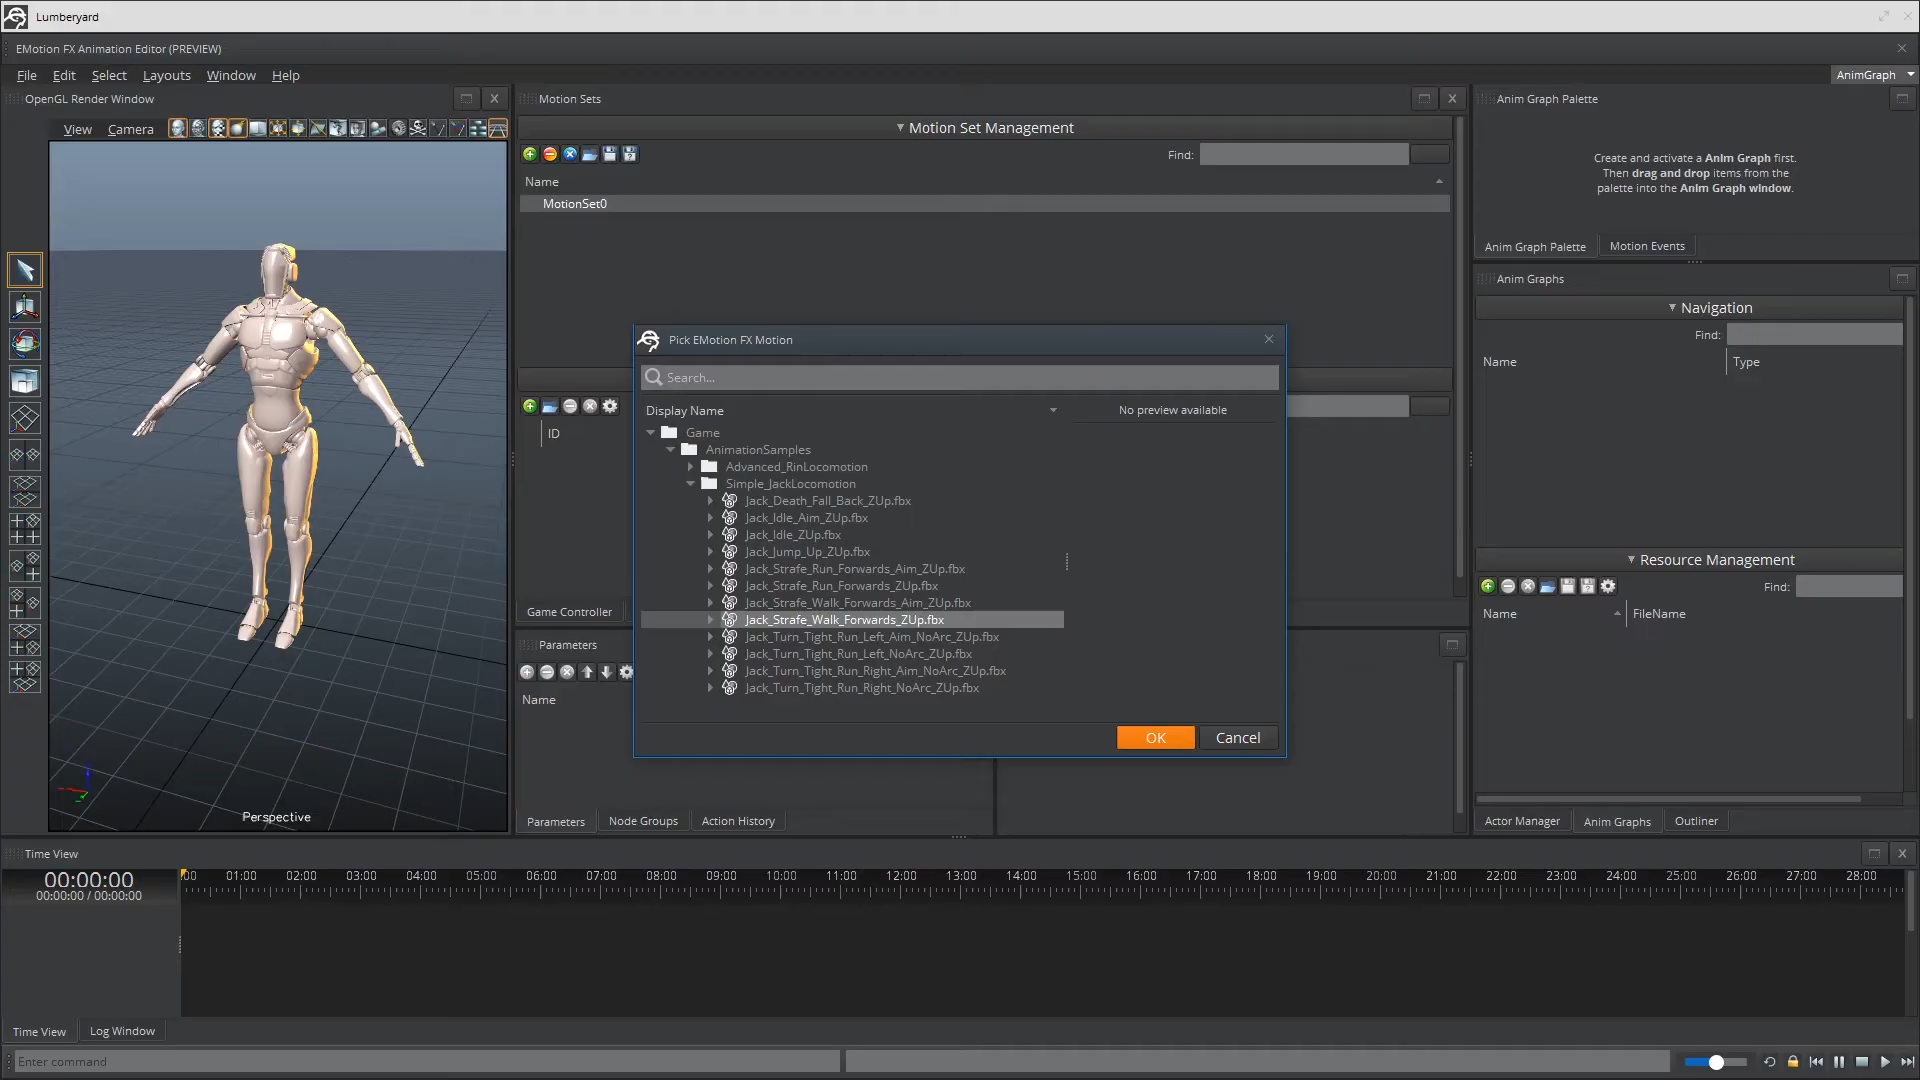 Lumberyard
EMotion FX Animation Editor (PREVIEW)
File Edit Select Layouts Window Help
AnimGraph
OpenGL Render Window
View Camera
Perspective
Motion Sets
Motion Set Management
Find:
Name
MotionSet0
ID
Game Controller
Parameters
Name
Parameters Node Groups Action History
Pick EMotion FX Motion
Search...
Display Name
No preview available
Game
AnimationSamples
Advanced_RinLocomotion
Simple_JackLocomotion
Jack_Death_Fall_Back_ZUp.fbx
Jack_Idle_Aim_ZUp.fbx
Jack_Idle_ZUp.fbx
Jack_Jump_Up_ZUp.fbx
Jack_Strafe_Run_Forwards_Aim_ZUp.fbx
Jack_Strafe_Run_Forwards_ZUp.fbx
Jack_Strafe_Walk_Forwards_Aim_ZUp.fbx
Jack_Strafe_Walk_Forwards_ZUp.fbx
Jack_Turn_Tight_Run_Left_Aim_NoArc_ZUp.fbx
Jack_Turn_Tight_Run_Left_NoArc_ZUp.fbx
Jack_Turn_Tight_Run_Right_Aim_NoArc_ZUp.fbx
Jack_Turn_Tight_Run_Right_NoArc_ZUp.fbx
OK Cancel
Anim Graph Palette
Create and activate a Anim Graph first.
Then drag and drop items from the
palette into the Anim Graph window.
Anim Graph Palette Motion Events
Anim Graphs
Navigation
Find:
Name Type
Resource Management
Find:
Name FileName
Actor Manager Anim Graphs Outliner
Time View
00:00:00
00:00:00 / 00:00:00
:00 01:00 02:00 03:00 04:00 05:00 06:00 07:00 08:00 09:00 10:00 11:00 12:00 13:00 14:00 15:00 16:00 17:00 18:00 19:00 20:00 21:00 22:00 23:00 24:00 25:00 26:00 27:00 28:00
Time View Log Window
Enter command